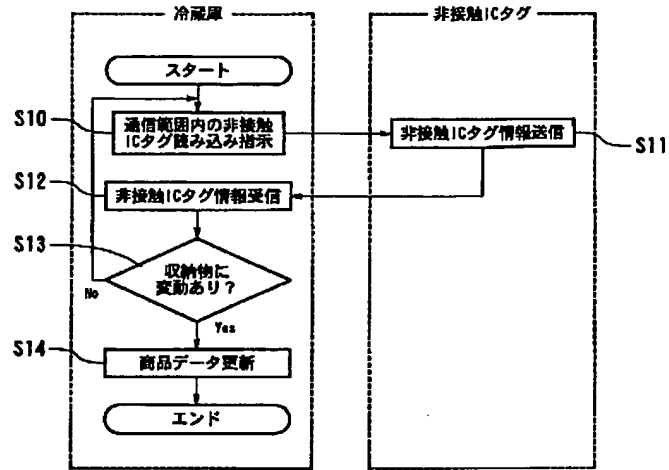 冷蔵庫
非接触ICタグ
スタート
S10
通信範囲内の非接触
ICタグ読み込み指示
非接触ICタグ情報送信
S11
S12
非接触ICタグ情報受信
S13
収納物に
変動あり？
No
Yes
S14
商品データ更新
エンド